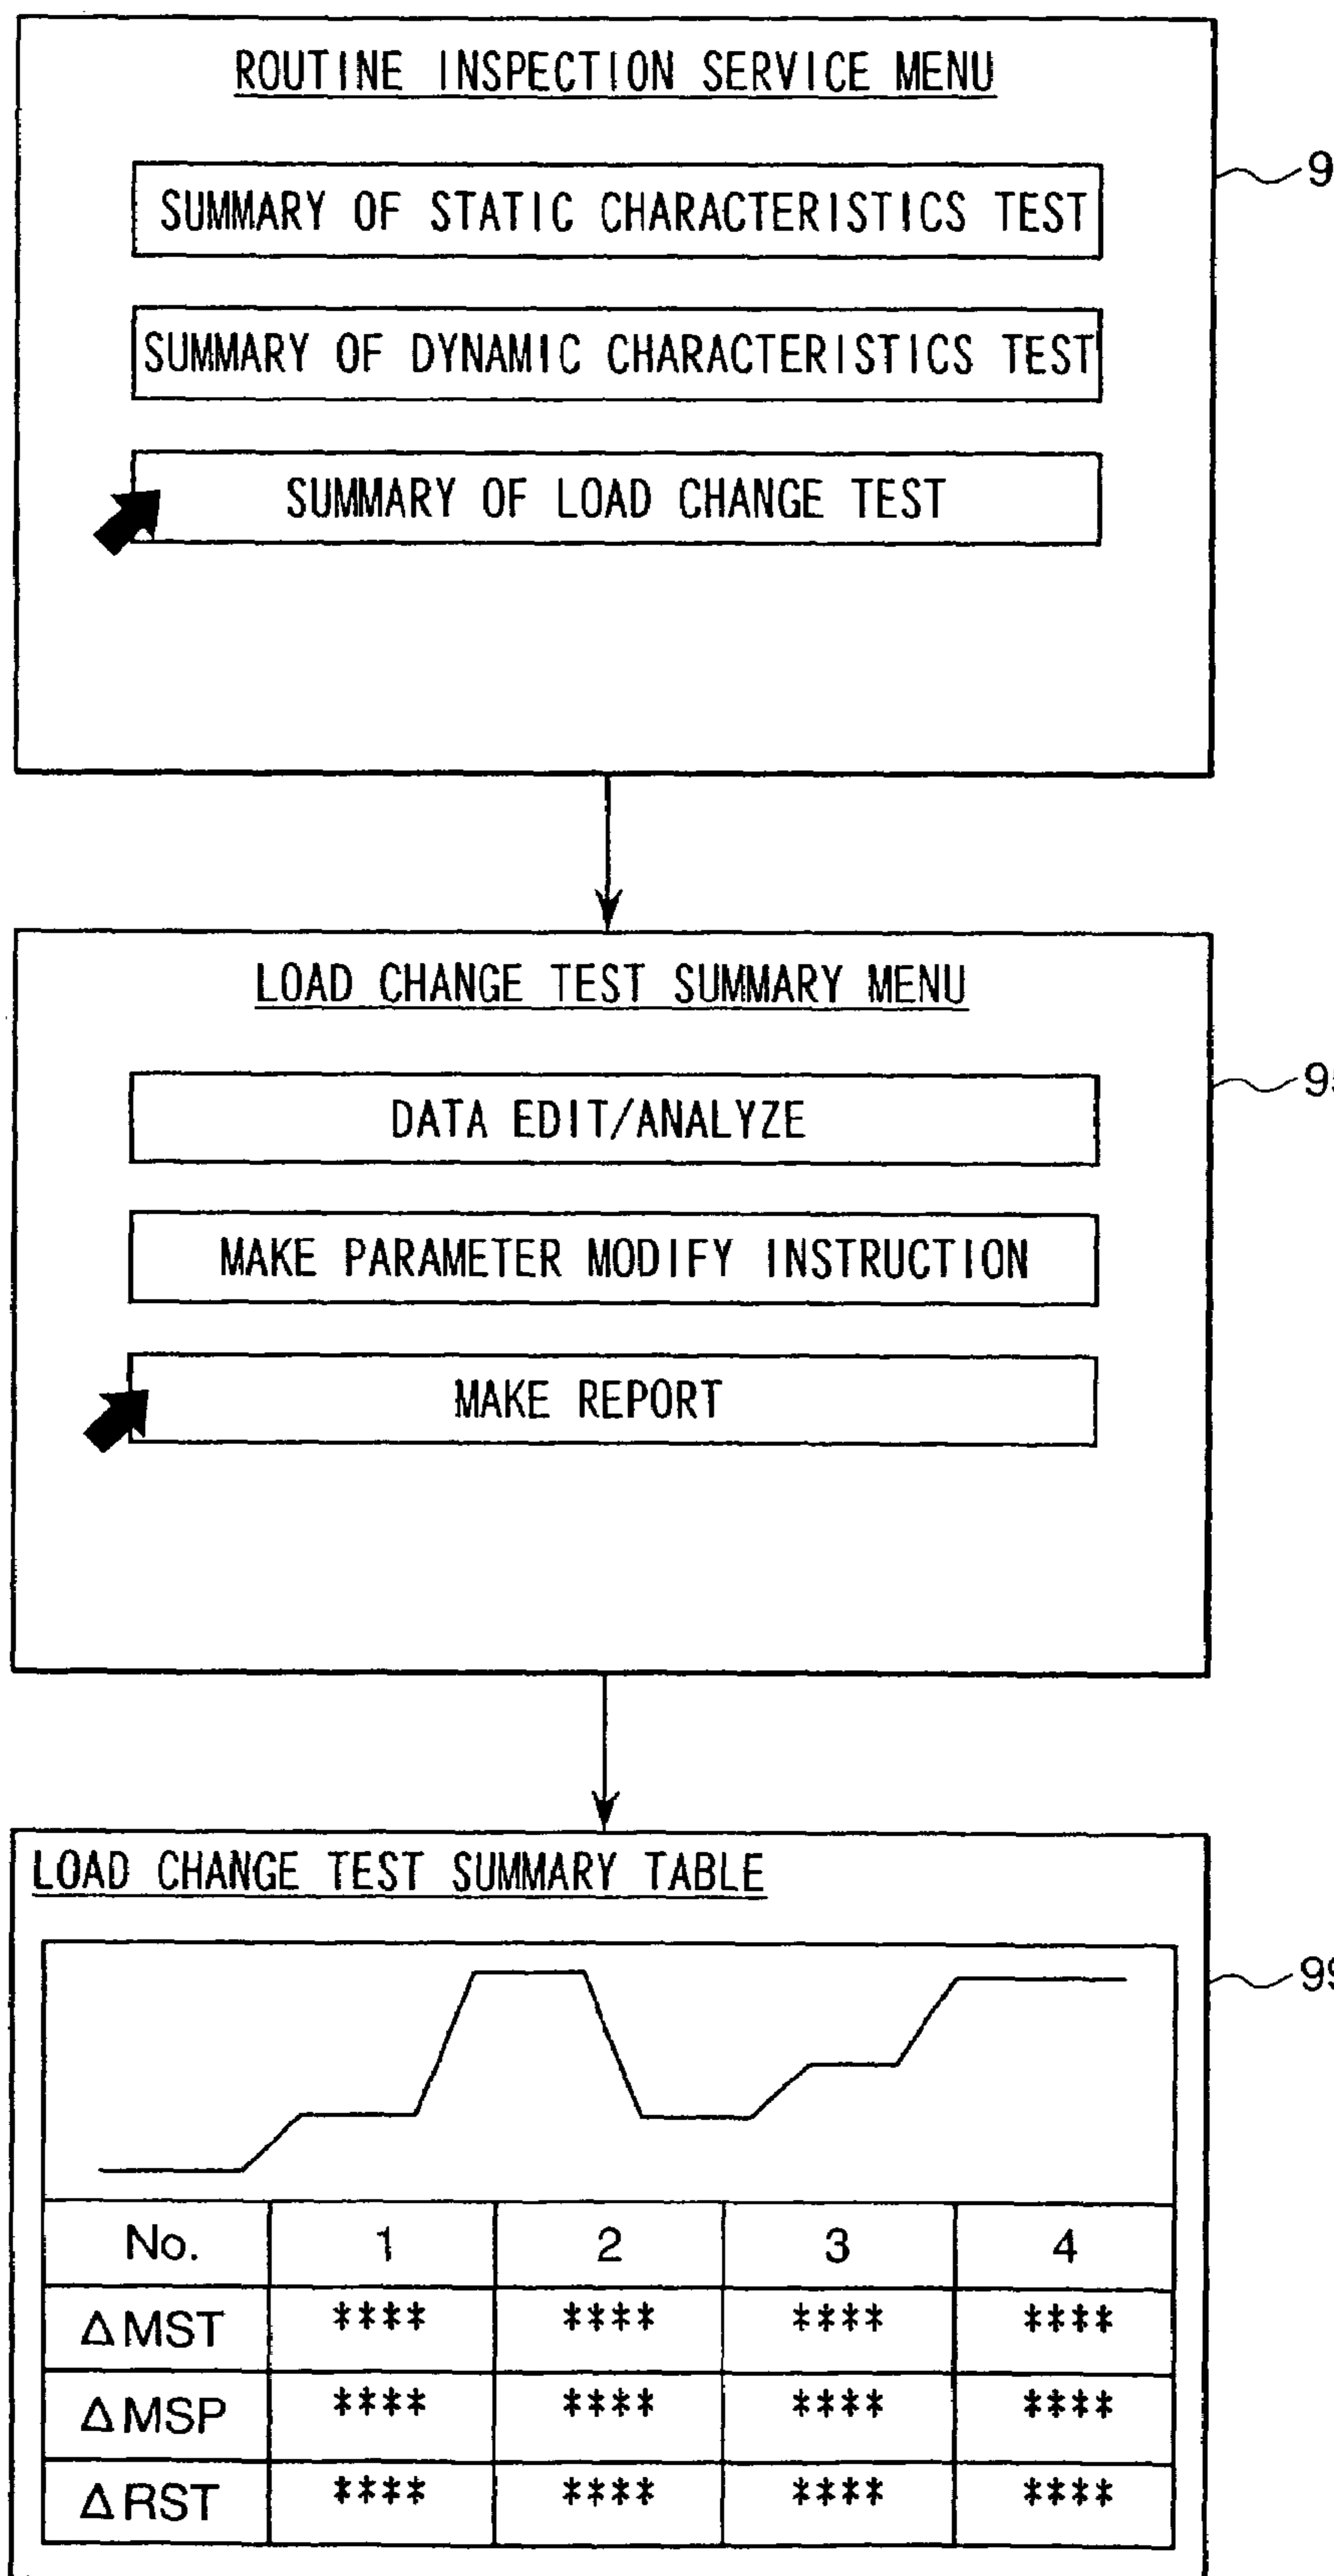 ROUTINE INSPECTION SERVICE MENU
SUMMARY OF STATIC CHARACTERISTICS TEST
SUMMARY OF DYNAMIC CHARACTERISTICS TEST
SUMMARY OF LOAD CHANGE TEST
LOAD CHANGE TEST SUMMARY MENU
DATA EDIT/ANALYZE
MAKE PARAMETER MODIFY INSTRUCTION
MAKE REPORT
LOAD CHANGE TEST SUMMARY TABLE
No. 1 2 3 4
ΔMST **** **** **** ****
ΔMSP **** **** **** ****
ΔRST **** **** **** ****